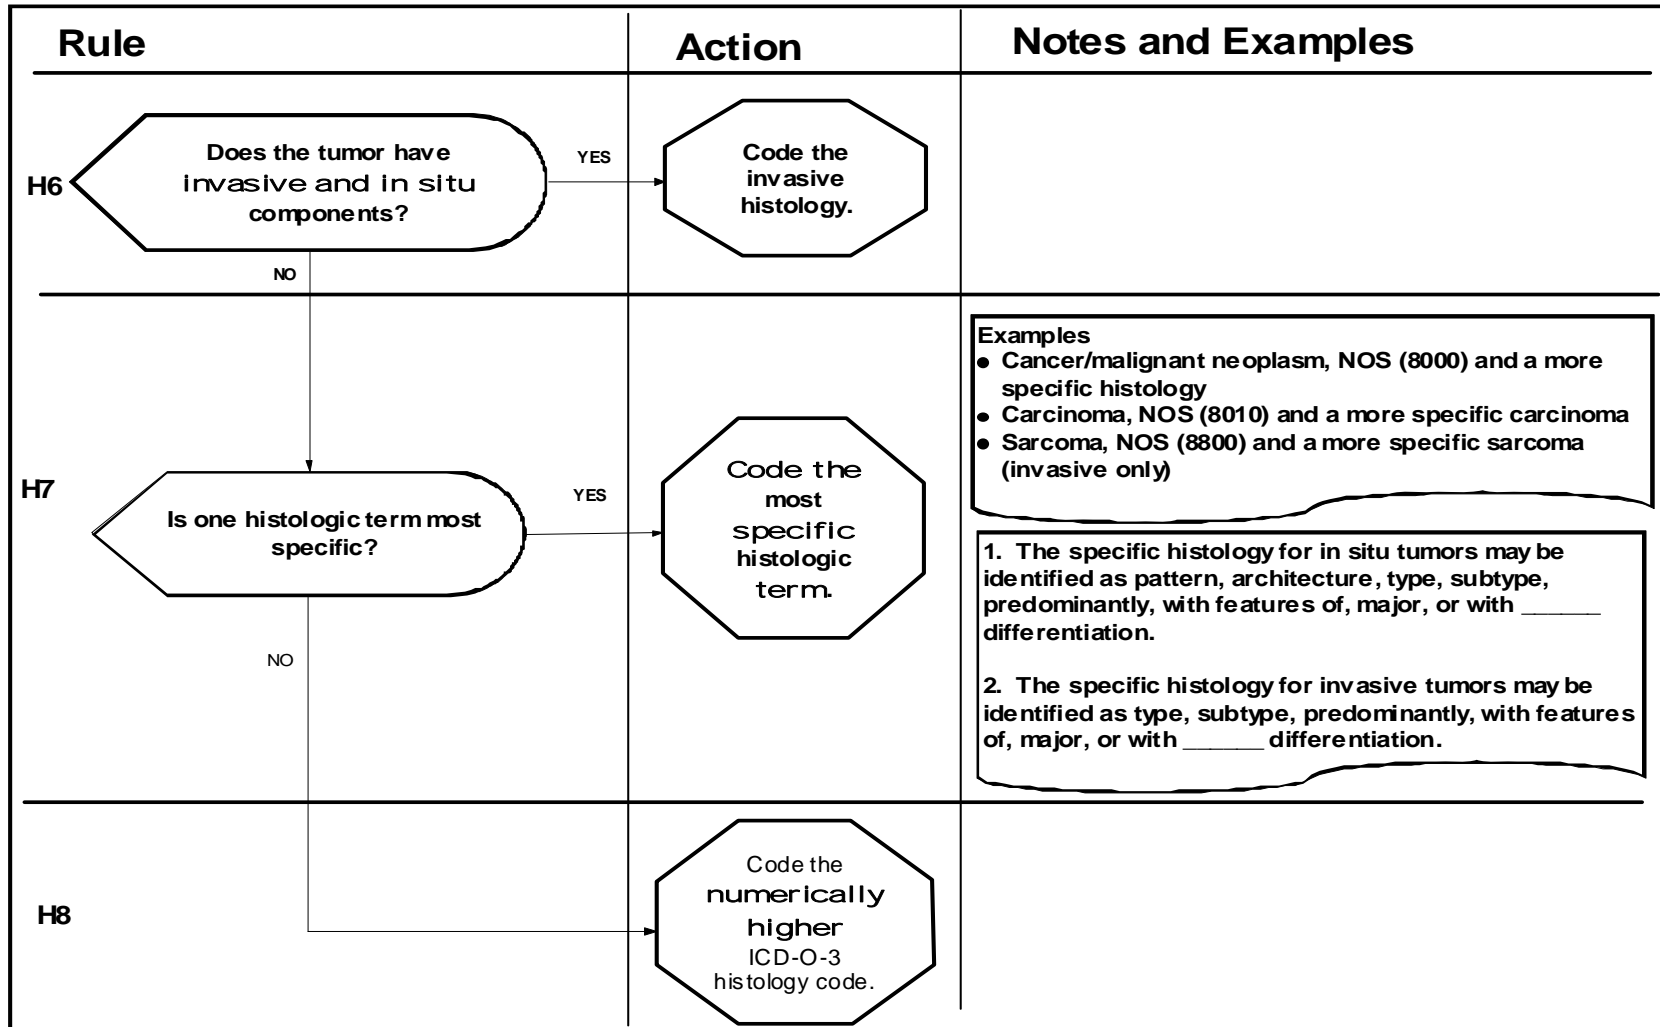 Rule
Action
Notes and Examples
H6
Does the tumor have
invasive and in situ
components?
YES
Code the
invasive
histology.
NO
H7
Is one histologic term most
specific?
YES
Code the
most
specific
histologic
term.
Examples
● Cancer/malignant neoplasm, NOS (8000) and a more
specific histology
● Carcinoma, NOS (8010) and a more specific carcinoma
● Sarcoma, NOS (8800) and a more specific sarcoma
(invasive only)
1. The specific histology for in situ tumors may be
identified as pattern, architecture, type, subtype,
predominantly, with features of, major, or with ______
differentiation.
2. The specific histology for invasive tumors may be
identified as type, subtype, predominantly, with features
of, major, or with ______ differentiation.
NO
H8
Code the
numerically
higher
ICD-O-3
histology code.